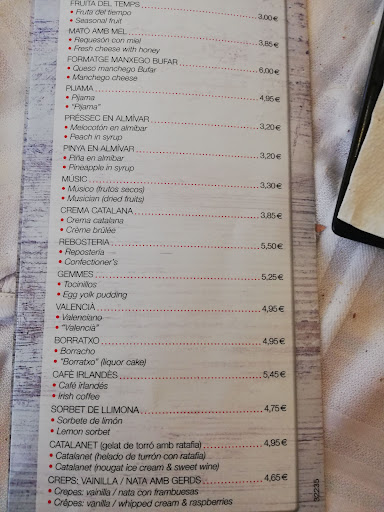 FRUITA DEL TEMPS 3,00 €
• Fruta del tiempo
• Seasonal fruit
MATÓ AMB MEL 3,85 €
• Requesón con miel
• Fresh cheese with honey
FORMATGE MANXEGO BUFAR 6,00 €
• Queso manchego Bufar
• Manchego cheese
PIJAMA 4,95 €
• Pijama
• "Pijama"
PRÉSSEC EN ALMÍVAR 3,20 €
• Melocotón en almíbar
• Peach in syrup
PINYA EN ALMÍVAR 3,20 €
• Piña en almíbar
• Pineapple in syrup
MÚSIC 3,30 €
• Músico (frutos secos)
• Musician (dried fruits)
CREMA CATALANA 3,85 €
• Crema catalana
• Crème brûlée
REBOSTERIA 5,50 €
• Repostería
• Confectioner's
GEMMES 5,25 €
• Tocinillos
• Egg yolk pudding
VALENCIÀ 4,95 €
• Valenciano
• "Valencià"
BORRATXO 4,95 €
• Borracho
• "Borratxo" (liquor cake)
CAFÈ IRLANDÈS 5,45 €
• Café irlandés
• Irish coffee
SORBET DE LLIMONA 4,75 €
• Sorbete de limón
• Lemon sorbet
CATALANET (gelat de torró amb ratafia) 4,95 €
• Catalanet (helado de turrón con ratafia)
• Catalanet (nougat ice cream & sweet wine)
CREPS; VAINILLA / NATA AMB GERDS 4,65 €
• Crepes: vainilla / nata con frambuesas
• Crêpes: vanilla / whipped cream & raspberries